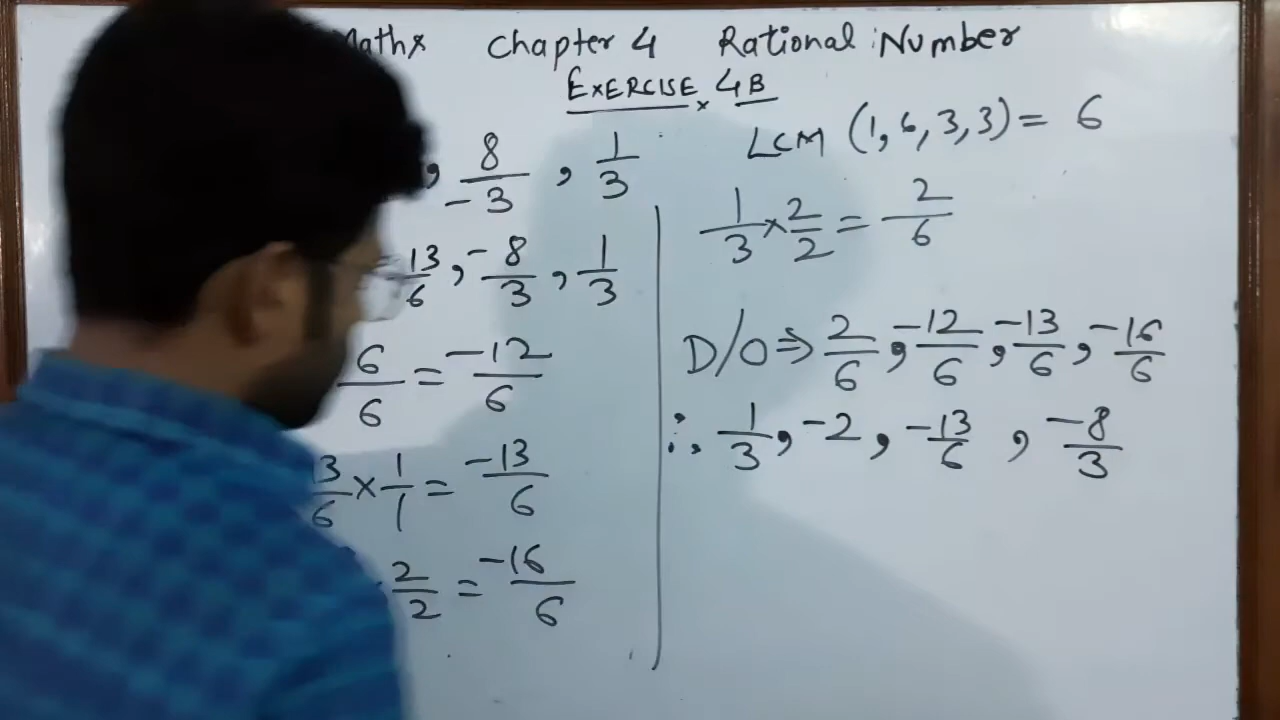 Maths Chapter 4 Rational Number
EXERCISE 4B
, 8/-3 , 1/3
-13/6 , -8/3 , 1/3
6/6 = -12/6
3/6 × 1/1 = -13/6
2/2 = -16/6
LCM (1, 6, 3, 3) = 6
1/3 × 2/2 = 2/6
D/O ⇒ 2/6 , -12/6 , -13/6 , -16/6
∴, 1/3 , -2 , -13/6 , -8/3